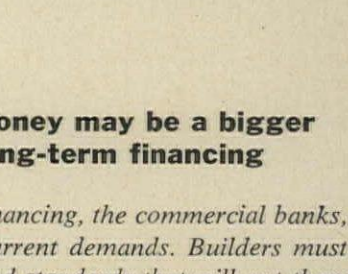 oney may be a bigger
ng-term financing
nancing, the commercial banks,
urrent demands. Builders must